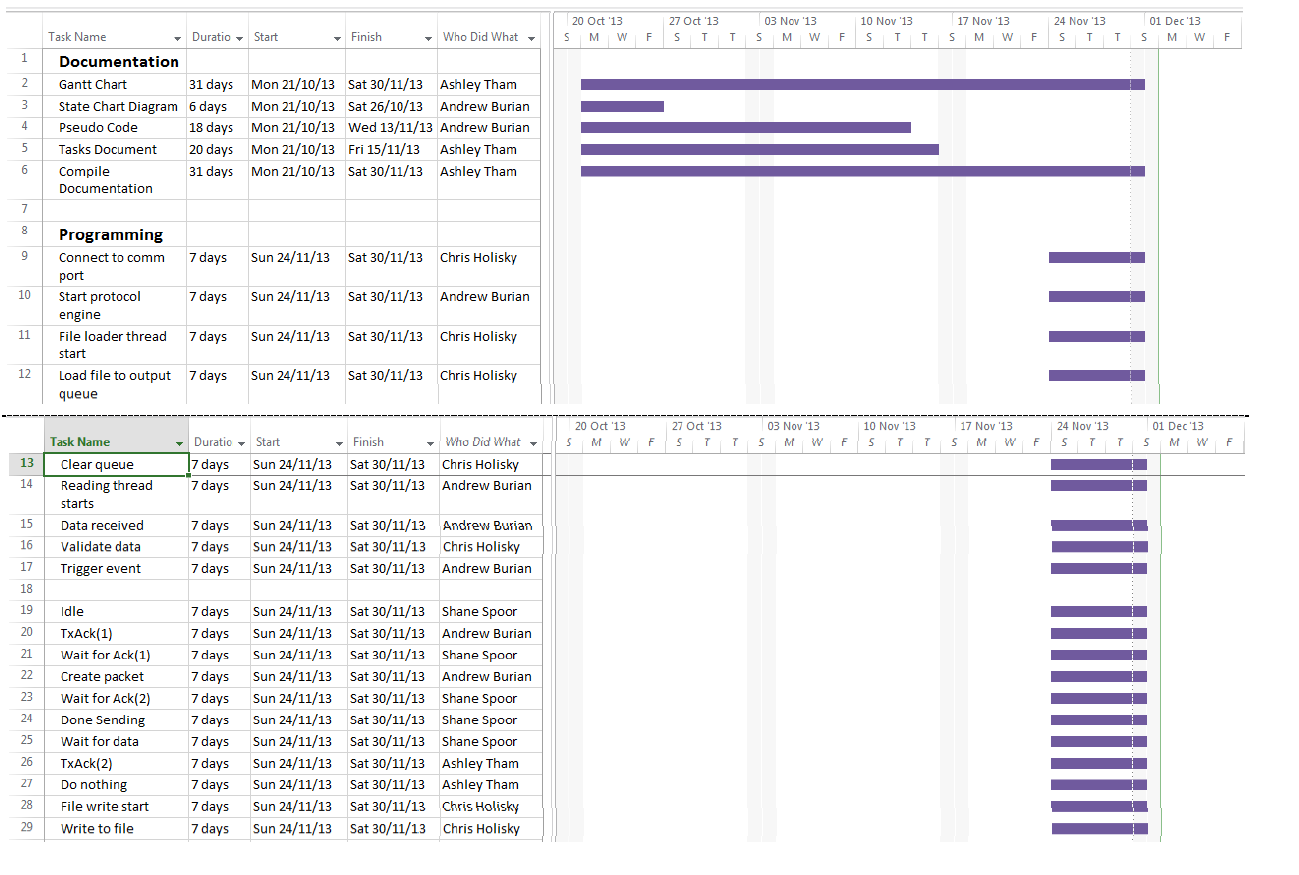 20 Oct '13 27 Oct '13 03 Nov '13 10 Nov '13 17 Nov '13 24 Nov '13 01 Dec '13
Task Name Duratio Start Finish Who Did What S M W F S T T S M W F S T T S M W F S T T S M W F
1 Documentation
2 Gantt Chart 31 days Mon 21/10/13 Sat 30/11/13 Ashley Tham
3 State Chart Diagram 6 days Mon 21/10/13 Sat 26/10/13 Andrew Burian
4 Pseudo Code 18 days Mon 21/10/13 Wed 13/11/13 Andrew Burian
5 Tasks Document 20 days Mon 21/10/13 Fri 15/11/13 Ashley Tham
6 Compile 31 days Mon 21/10/13 Sat 30/11/13 Ashley Tham
Documentation
7
8 Programming
9 Connect to comm 7 days Sun 24/11/13 Sat 30/11/13 Chris Holisky
port
10 Start protocol 7 days Sun 24/11/13 Sat 30/11/13 Andrew Burian
engine
11 File loader thread 7 days Sun 24/11/13 Sat 30/11/13 Chris Holisky
start
12 Load file to output 7 days Sun 24/11/13 Sat 30/11/13 Chris Holisky
queue
20 Oct '13 27 Oct '13 03 Nov '13 10 Nov '13 17 Nov '13 24 Nov '13 01 Dec '13
Task Name Duratio Start Finish Who Did What S M W F S T T S M W F S T T S M W F S T T S M W F
13 Clear queue 7 days Sun 24/11/13 Sat 30/11/13 Chris Holisky
14 Reading thread 7 days Sun 24/11/13 Sat 30/11/13 Andrew Burian
starts
15 Data received 7 days Sun 24/11/13 Sat 30/11/13 Andrew Burian
16 Validate data 7 days Sun 24/11/13 Sat 30/11/13 Chris Holisky
17 Trigger event 7 days Sun 24/11/13 Sat 30/11/13 Andrew Burian
18
19 Idle 7 days Sun 24/11/13 Sat 30/11/13 Shane Spoor
20 TxAck(1) 7 days Sun 24/11/13 Sat 30/11/13 Andrew Burian
21 Wait for Ack(1) 7 days Sun 24/11/13 Sat 30/11/13 Shane Spoor
22 Create packet 7 days Sun 24/11/13 Sat 30/11/13 Andrew Burian
23 Wait for Ack(2) 7 days Sun 24/11/13 Sat 30/11/13 Shane Spoor
24 Done Sending 7 days Sun 24/11/13 Sat 30/11/13 Shane Spoor
25 Wait for data 7 days Sun 24/11/13 Sat 30/11/13 Shane Spoor
26 TxAck(2) 7 days Sun 24/11/13 Sat 30/11/13 Ashley Tham
27 Do nothing 7 days Sun 24/11/13 Sat 30/11/13 Ashley Tham
28 File write start 7 days Sun 24/11/13 Sat 30/11/13 Chris Holisky
29 Write to file 7 days Sun 24/11/13 Sat 30/11/13 Chris Holisky